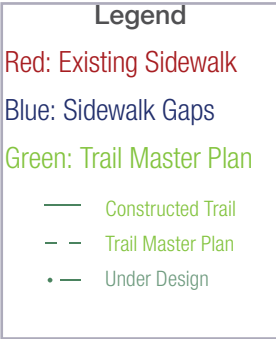 Legend
Red: Existing Sidewalk
Blue: Sidewalk Gaps
Green: Trail Master Plan
Constructed Trail
Trail Master Plan
Under Design